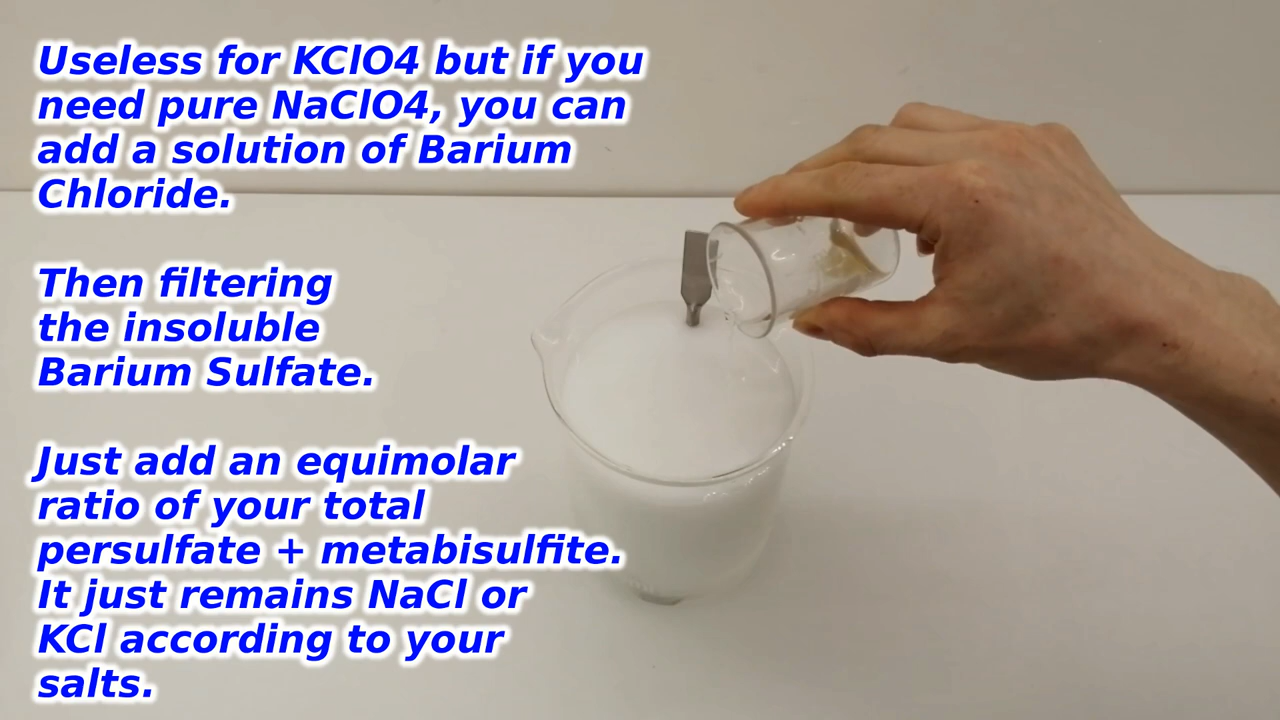 Useless for KClO4 but if you
need pure NaClO4, you can
add a solution of Barium
Chloride.
Then filtering
the insoluble
Barium Sulfate.
Just add an equimolar
ratio of your total
persulfate + metabisulfite.
It just remains NaCl or
KCl according to your
salts.